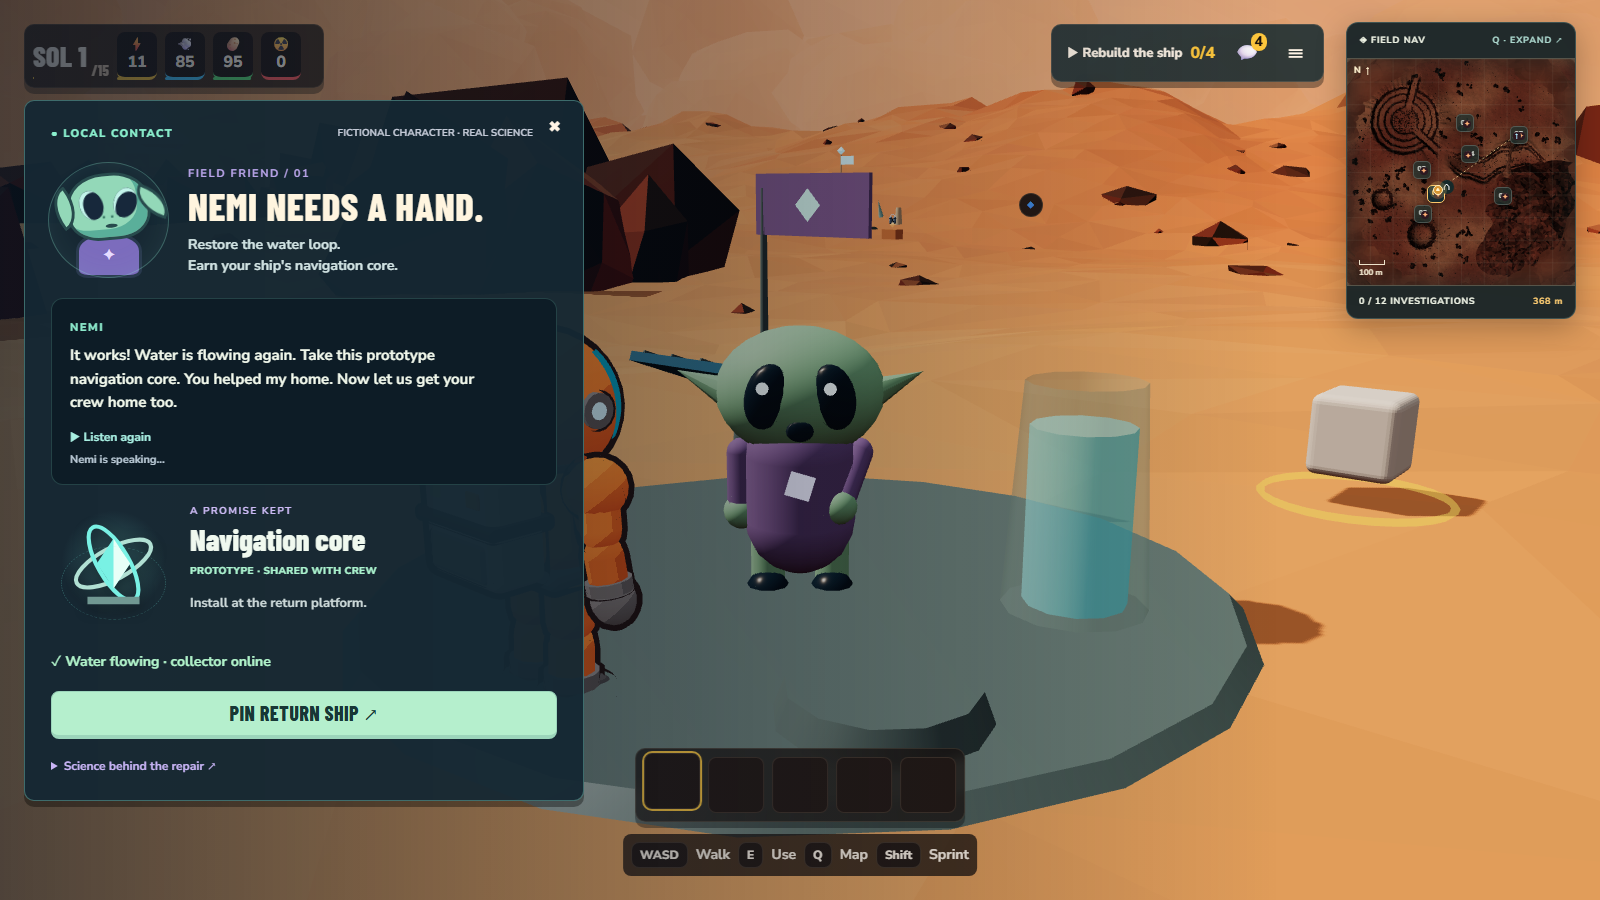 SOL 1 /15
11 85 95 0
▶ Rebuild the ship 0/4
4
◆ FIELD NAV Q · EXPAND ↗
N ↑
100 m
0 / 12 INVESTIGATIONS 368 m
• LOCAL CONTACT
FICTIONAL CHARACTER · REAL SCIENCE ✖
FIELD FRIEND / 01
NEMI NEEDS A HAND.
Restore the water loop.
Earn your ship's navigation core.
NEMI
It works! Water is flowing again. Take this prototype
navigation core. You helped my home. Now let us get your
crew home too.
▶ Listen again
Nemi is speaking...
A PROMISE KEPT
Navigation core
PROTOTYPE · SHARED WITH CREW
Install at the return platform.
✓ Water flowing · collector online
PIN RETURN SHIP ↗
▶ Science behind the repair ↗
WASD Walk E Use Q Map Shift Sprint